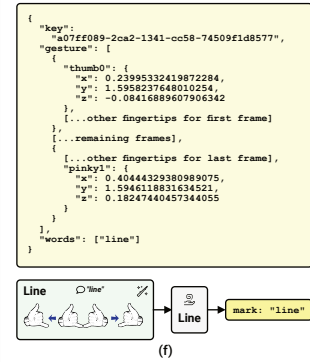 {
"key":
"a07ff089-2ca2-1341-cc58-74509f1d8577",
"gesture": [
{
"thumb0": {
"x": 0.23995332419872284,
"y": 1.5958237648010254,
"z": -0.08416889607906342
},
[...other fingertips for first frame]
},
[...remaining frames],
{
[...other fingertips for last frame],
"pinky1": {
"x": 0.40444329380989075,
"y": 1.5946118831634521,
"z": 0.18247440457344055
}
}
],
"words": ["line"]
}
Line "line"
Line
mark: "line"
(f)